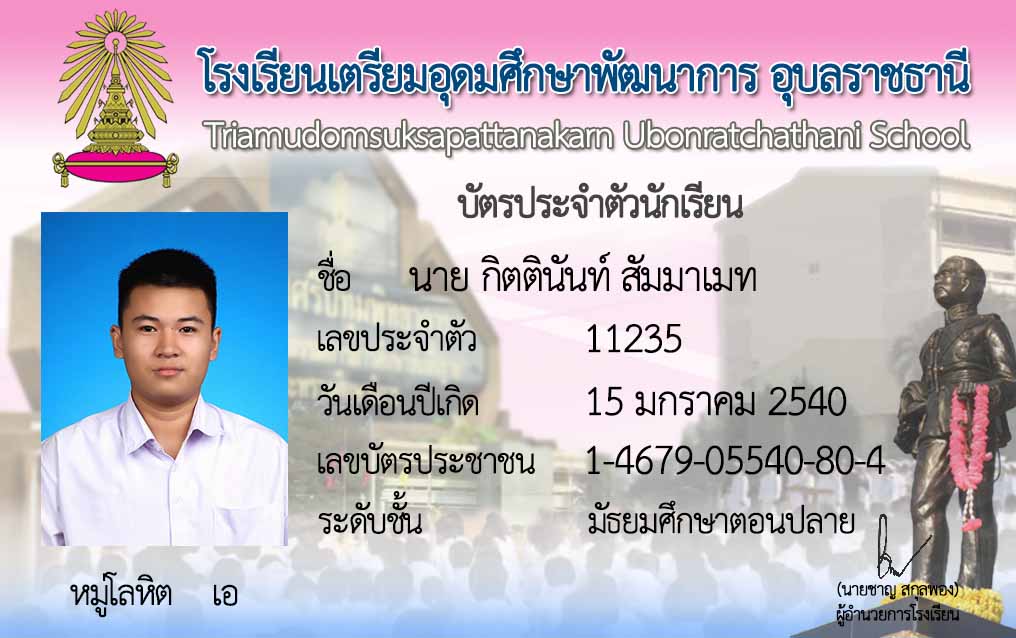 โรงเรียนเตรียมอุดมศึกษาพัฒนาการ อุบลราชธานี
Triamudomsuksapattanakarn Ubonratchathani School
บัตรประจำตัวนักเรียน
ชื่อ นาย กิตตินันท์ สัมมาเมท
เลขประจำตัว 11235
วันเดือนปีเกิด 15 มกราคม 2540
เลขบัตรประชาชน 1-4679-05540-80-4
ระดับชั้น มัธยมศึกษาตอนปลาย
หมู่โลหิต เอ
(นายชาญ สกุลพอง)
ผู้อำนวยการโรงเรียน